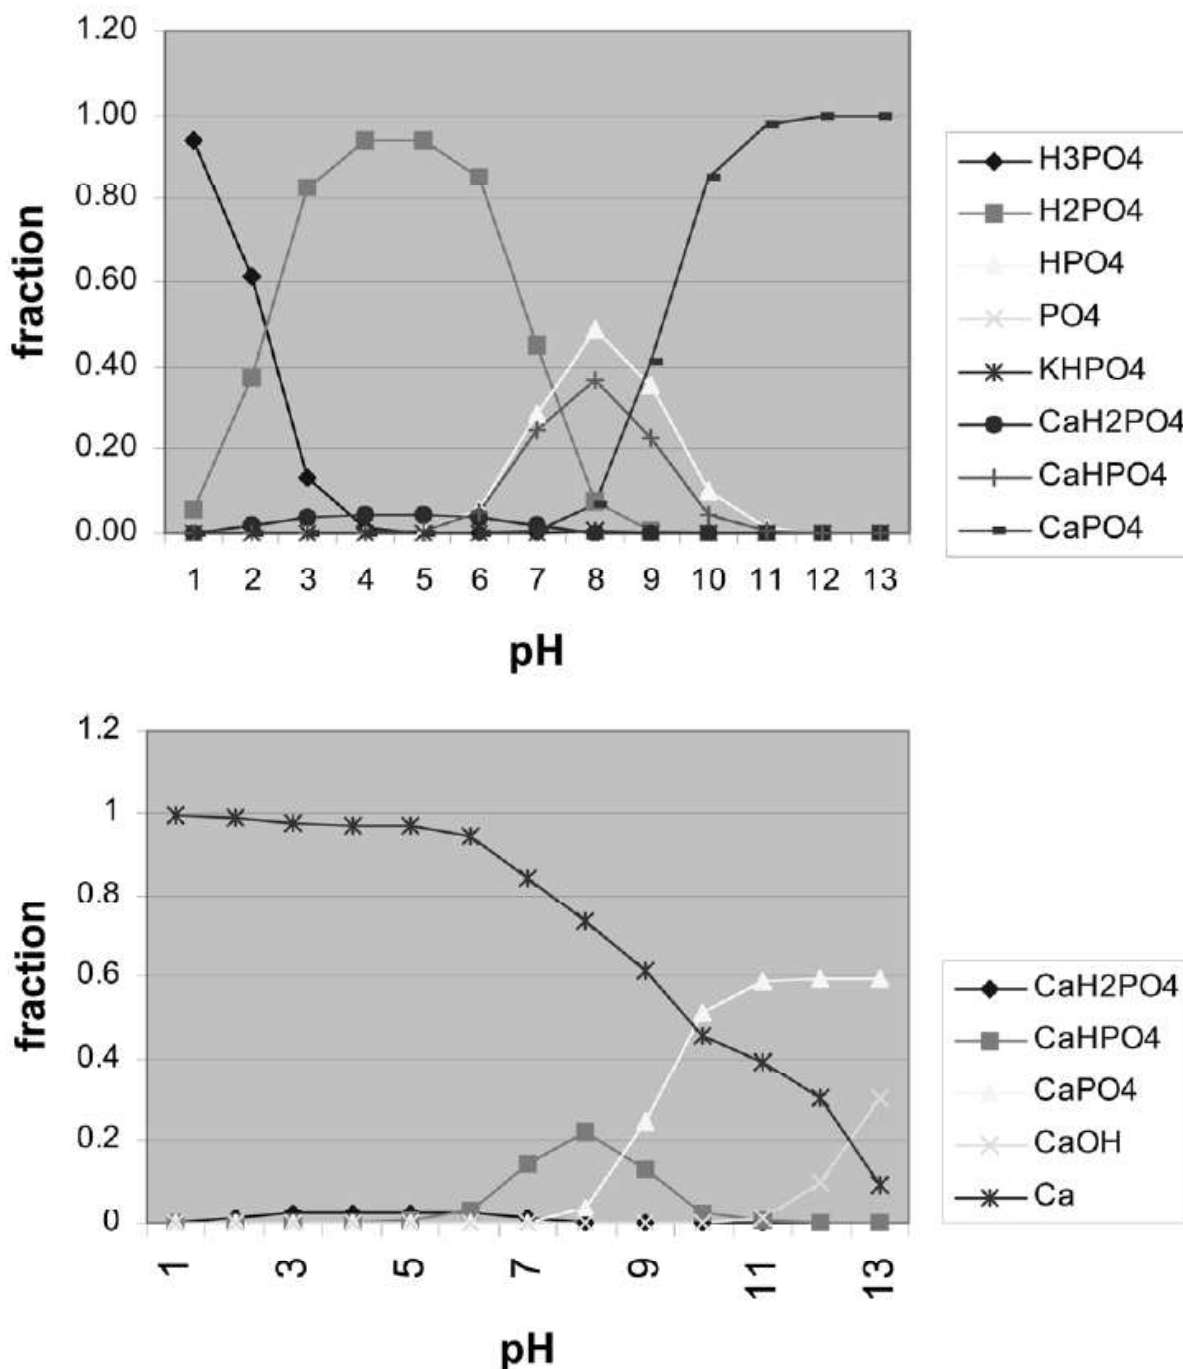 1.20
1.00
0.80
0.60
0.40
0.20
0.00
fraction
1 2 3 4 5 6 7 8 9 10 11 12 13
pH
H3PO4
H2PO4
HPO4
PO4
KHPO4
CaH2PO4
CaHPO4
CaPO4
1.2
1
0.8
0.6
0.4
0.2
0
fraction
1 3 5 7 9 11 13
pH
CaH2PO4
CaHPO4
CaPO4
CaOH
Ca